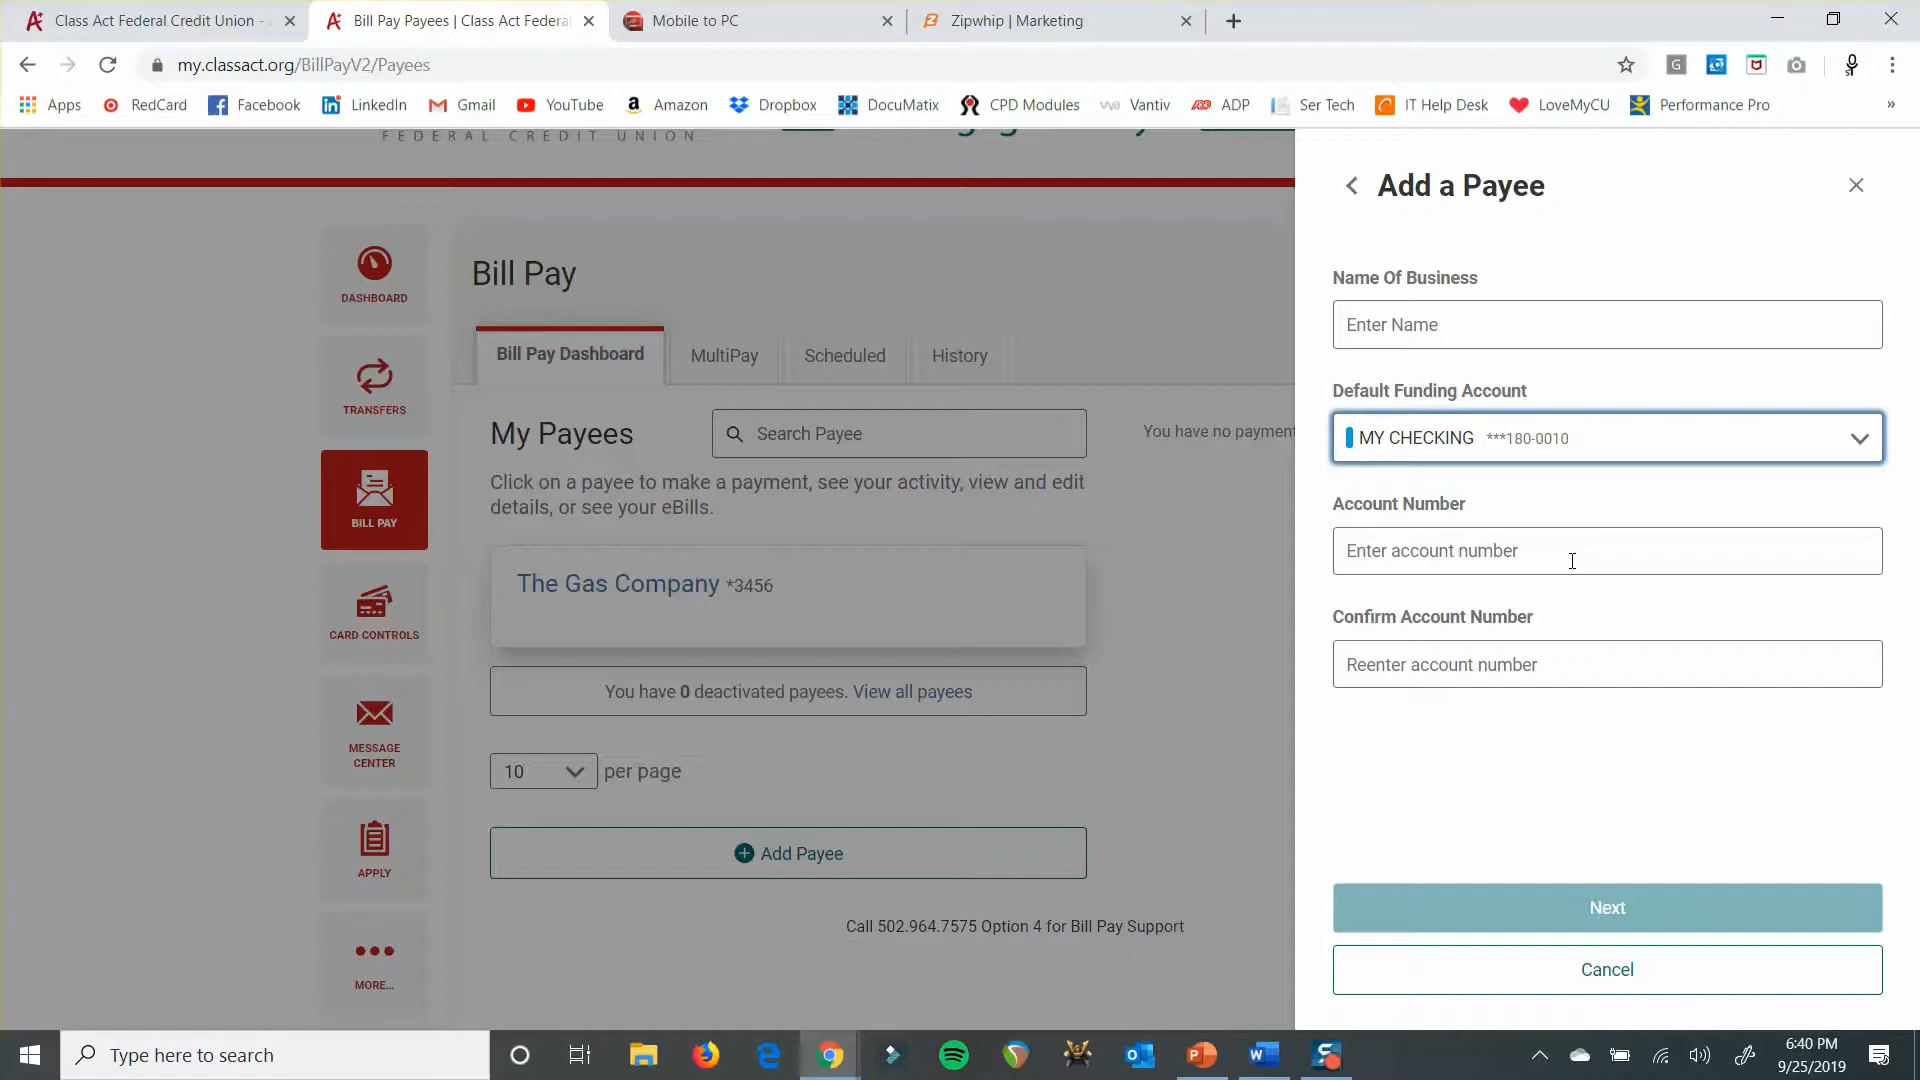 Class Act Federal Credit Union -
Bill Pay Payees | Class Act Federa
Mobile to PC
Zipwhip | Marketing
my.classact.org/BillPayV2/Payees
Apps
RedCard
Facebook
LinkedIn
Gmail
YouTube
Amazon
Dropbox
DocuMatix
CPD Modules
Vantiv
ADP
Ser Tech
IT Help Desk
LoveMyCU
Performance Pro
»
FEDERAL CREDIT UNION
DASHBOARD
TRANSFERS
BILL PAY
CARD CONTROLS
MESSAGE
CENTER
APPLY
MORE...
Bill Pay
Bill Pay Dashboard
MultiPay
Scheduled
History
My Payees
Search Payee
You have no payment
Click on a payee to make a payment, see your activity, view and edit
details, or see your eBills.
The Gas Company *3456
You have 0 deactivated payees. View all payees
10 per page
Add Payee
Call 502.964.7575 Option 4 for Bill Pay Support
Add a Payee
Name Of Business
Enter Name
Default Funding Account
MY CHECKING ***180-0010
Account Number
Enter account number
Confirm Account Number
Reenter account number
Next
Cancel
Type here to search
6:40 PM
9/25/2019